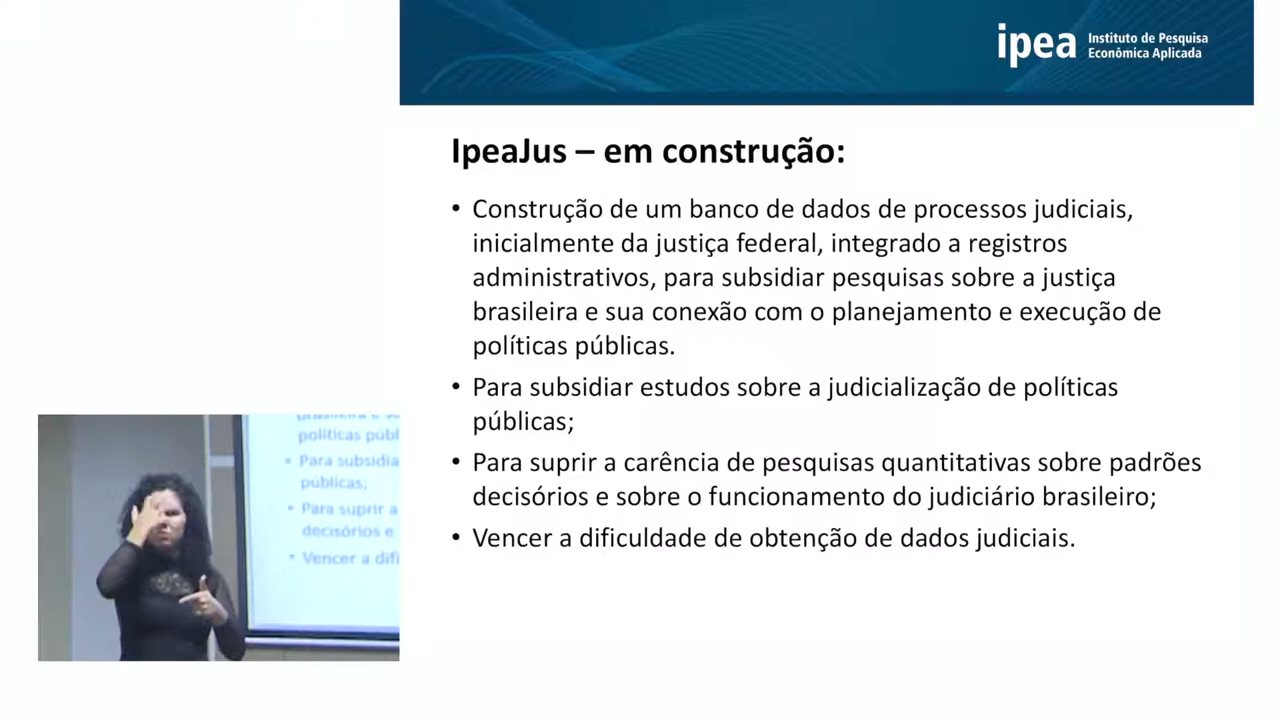 ipea Instituto de Pesquisa
Econômica Aplicada
IpeaJus – em construção:
• Construção de um banco de dados de processos judiciais,
inicialmente da justiça federal, integrado a registros
administrativos, para subsidiar pesquisas sobre a justiça
brasileira e sua conexão com o planejamento e execução de
políticas públicas.
• Para subsidiar estudos sobre a judicialização de políticas
públicas;
• Para suprir a carência de pesquisas quantitativas sobre padrões
decisórios e sobre o funcionamento do judiciário brasileiro;
• Vencer a dificuldade de obtenção de dados judiciais.
políticas públ
• Para subsidia
públicas;
• Para suprir a
decisórios e
• Vencer a difi